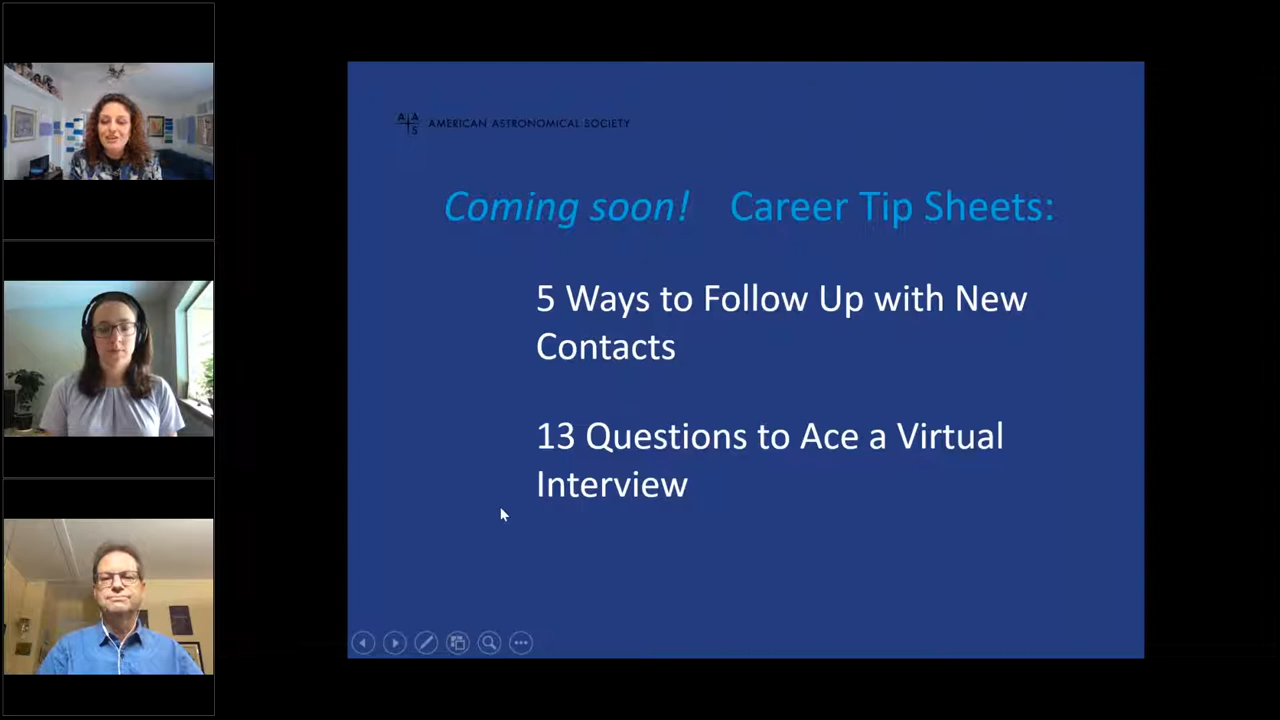 AAS
AMERICAN ASTRONOMICAL SOCIETY
Coming soon! Career Tip Sheets:
5 Ways to Follow Up with New
Contacts
13 Questions to Ace a Virtual
Interview